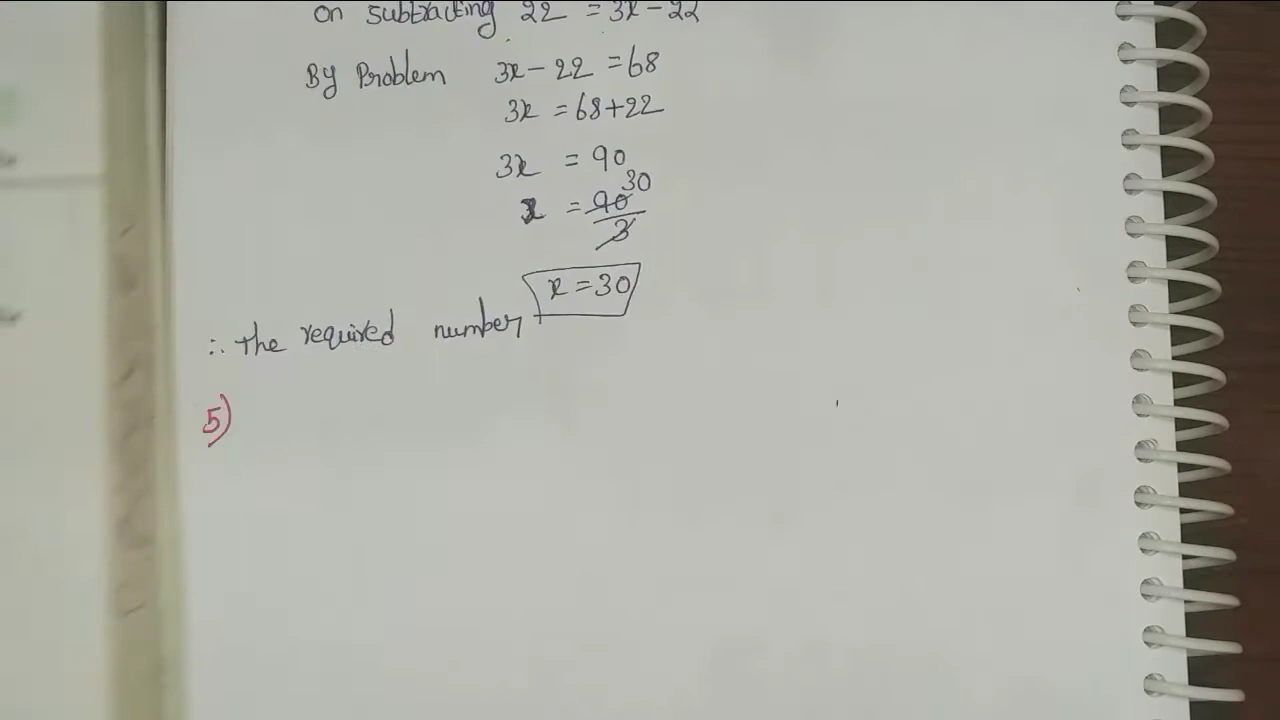 on subtracting 22 = 3x - 22
By Problem 3x - 22 = 68
3x = 68+22
3x = 90
30
x = 90/3
x = 30
∴ the required number
5)